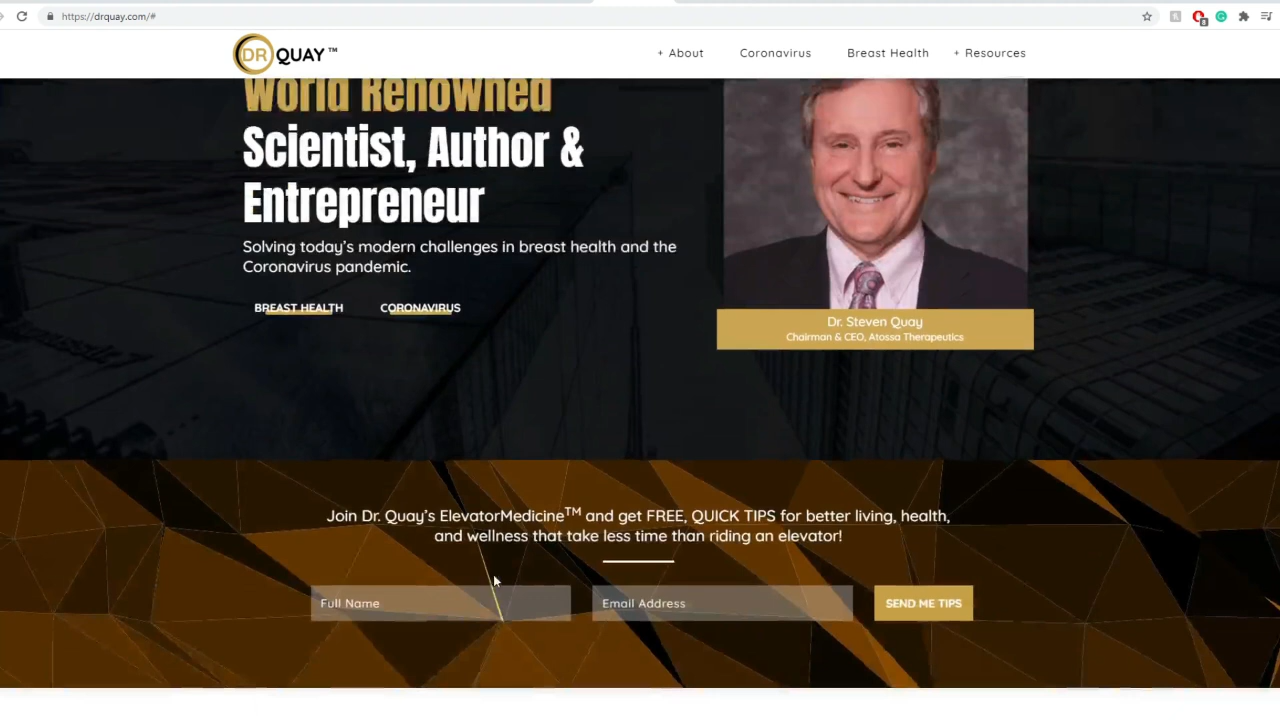 https://drquay.com/#
DR QUAY ™
+ About
Coronavirus
Breast Health
+ Resources
World Renowned
Scientist, Author &
Entrepreneur
Solving today's modern challenges in breast health and the
Coronavirus pandemic.
BREAST HEALTH
CORONAVIRUS
Dr. Steven Quay
Chairman & CEO, Atossa Therapeutics
Join Dr. Quay's ElevatorMedicine™ and get FREE, QUICK TIPS for better living, health,
and wellness that take less time than riding an elevator!
Full Name
Email Address
SEND ME TIPS